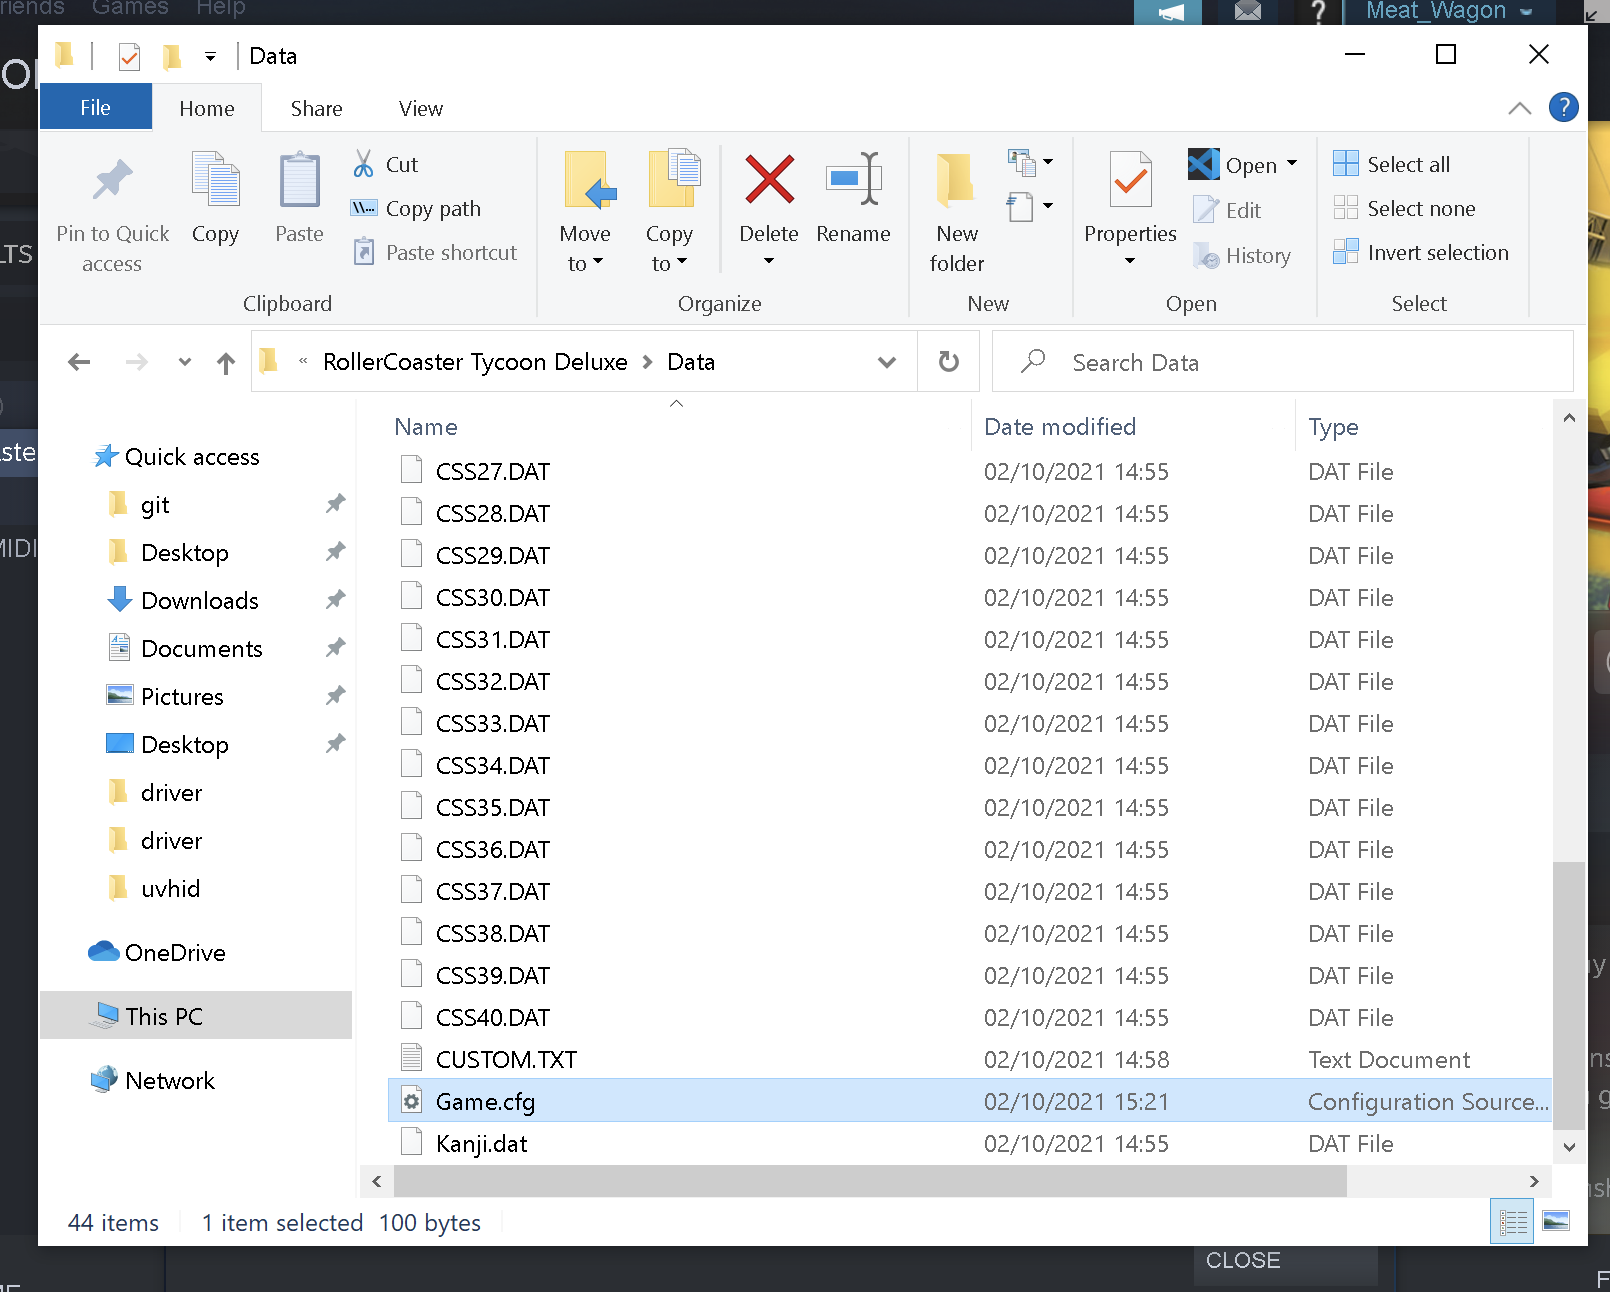 Friends Games Help
Meat_Wagon
Data
File Home Share View
Pin to Quick access
Copy
Paste
Cut
Copy path
Paste shortcut
Clipboard
Move to
Copy to
Delete
Rename
Organize
New folder
New
Properties
Open
Edit
History
Open
Select all
Select none
Invert selection
Select
« RollerCoaster Tycoon Deluxe > Data
Search Data
Quick access
git
Desktop
Downloads
Documents
Pictures
Desktop
driver
driver
uvhid
OneDrive
This PC
Network
Name Date modified Type
CSS27.DAT 02/10/2021 14:55 DAT File
CSS28.DAT 02/10/2021 14:55 DAT File
CSS29.DAT 02/10/2021 14:55 DAT File
CSS30.DAT 02/10/2021 14:55 DAT File
CSS31.DAT 02/10/2021 14:55 DAT File
CSS32.DAT 02/10/2021 14:55 DAT File
CSS33.DAT 02/10/2021 14:55 DAT File
CSS34.DAT 02/10/2021 14:55 DAT File
CSS35.DAT 02/10/2021 14:55 DAT File
CSS36.DAT 02/10/2021 14:55 DAT File
CSS37.DAT 02/10/2021 14:55 DAT File
CSS38.DAT 02/10/2021 14:55 DAT File
CSS39.DAT 02/10/2021 14:55 DAT File
CSS40.DAT 02/10/2021 14:55 DAT File
CUSTOM.TXT 02/10/2021 14:58 Text Document
Game.cfg 02/10/2021 15:21 Configuration Source...
Kanji.dat 02/10/2021 14:55 DAT File
44 items 1 item selected 100 bytes
LTS
MIDI
CLOSE